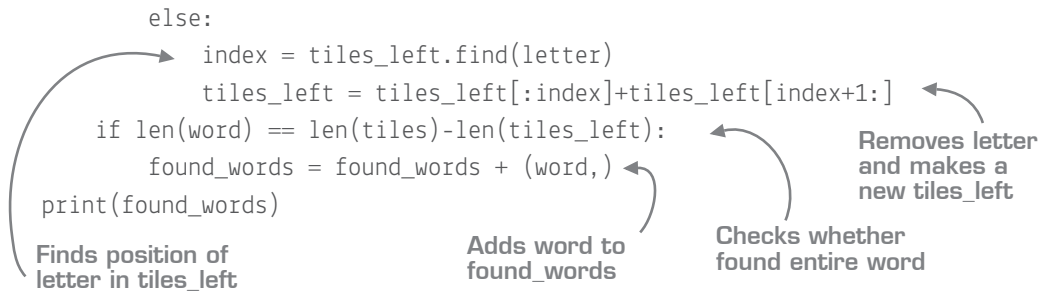 else:
index = tiles_left.find(letter)
tiles_left = tiles_left[:index]+tiles_left[index+1:]
if len(word) == len(tiles)-len(tiles_left):
found_words = found_words + (word,)
print(found_words)
Removes letter
and makes a
new tiles_left
Checks whether
found entire word
Adds word to
found_words
Finds position of
letter in tiles_left